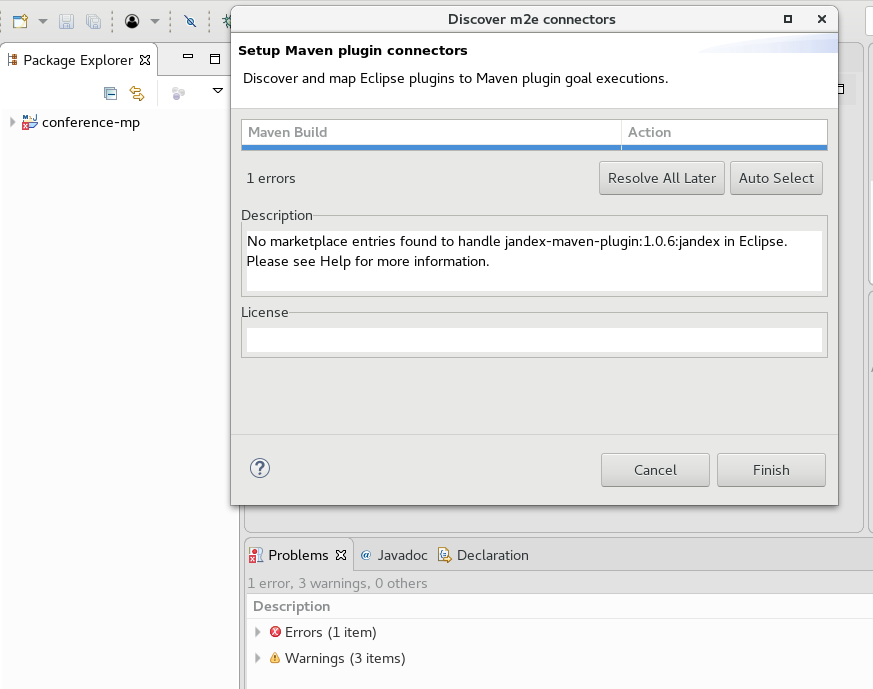 Discover m2e connectors
Package Explorer
conference-mp
Setup Maven plugin connectors
Discover and map Eclipse plugins to Maven plugin goal executions.
Maven Build Action
1 errors Resolve All Later Auto Select
Description
No marketplace entries found to handle jandex-maven-plugin:1.0.6:jandex in Eclipse.
Please see Help for more information.
License
? Cancel Finish
Problems @ Javadoc Declaration
1 error, 3 warnings, 0 others
Description
Errors (1 item)
Warnings (3 items)